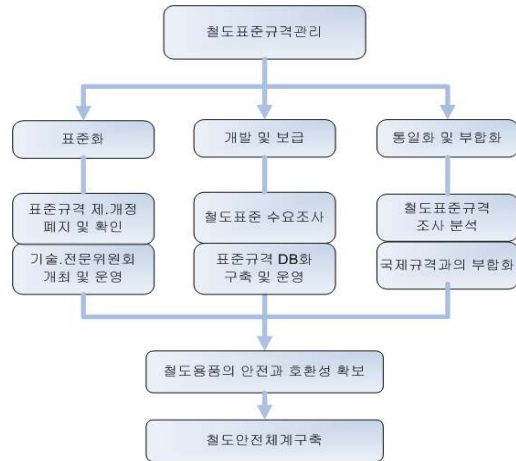 철도표준규격관리
표준화
개발 및 보급
통일화 및 부합화
표준규격 제.개정
폐지 및 확인
철도표준 수요조사
철도표준규격
조사 분석
기술.전문위원회
개최 및 운영
표준규격 DB화
구축 및 운영
국제규격과의 부합화
철도용품의 안전과 호환성 확보
철도안전체계구축